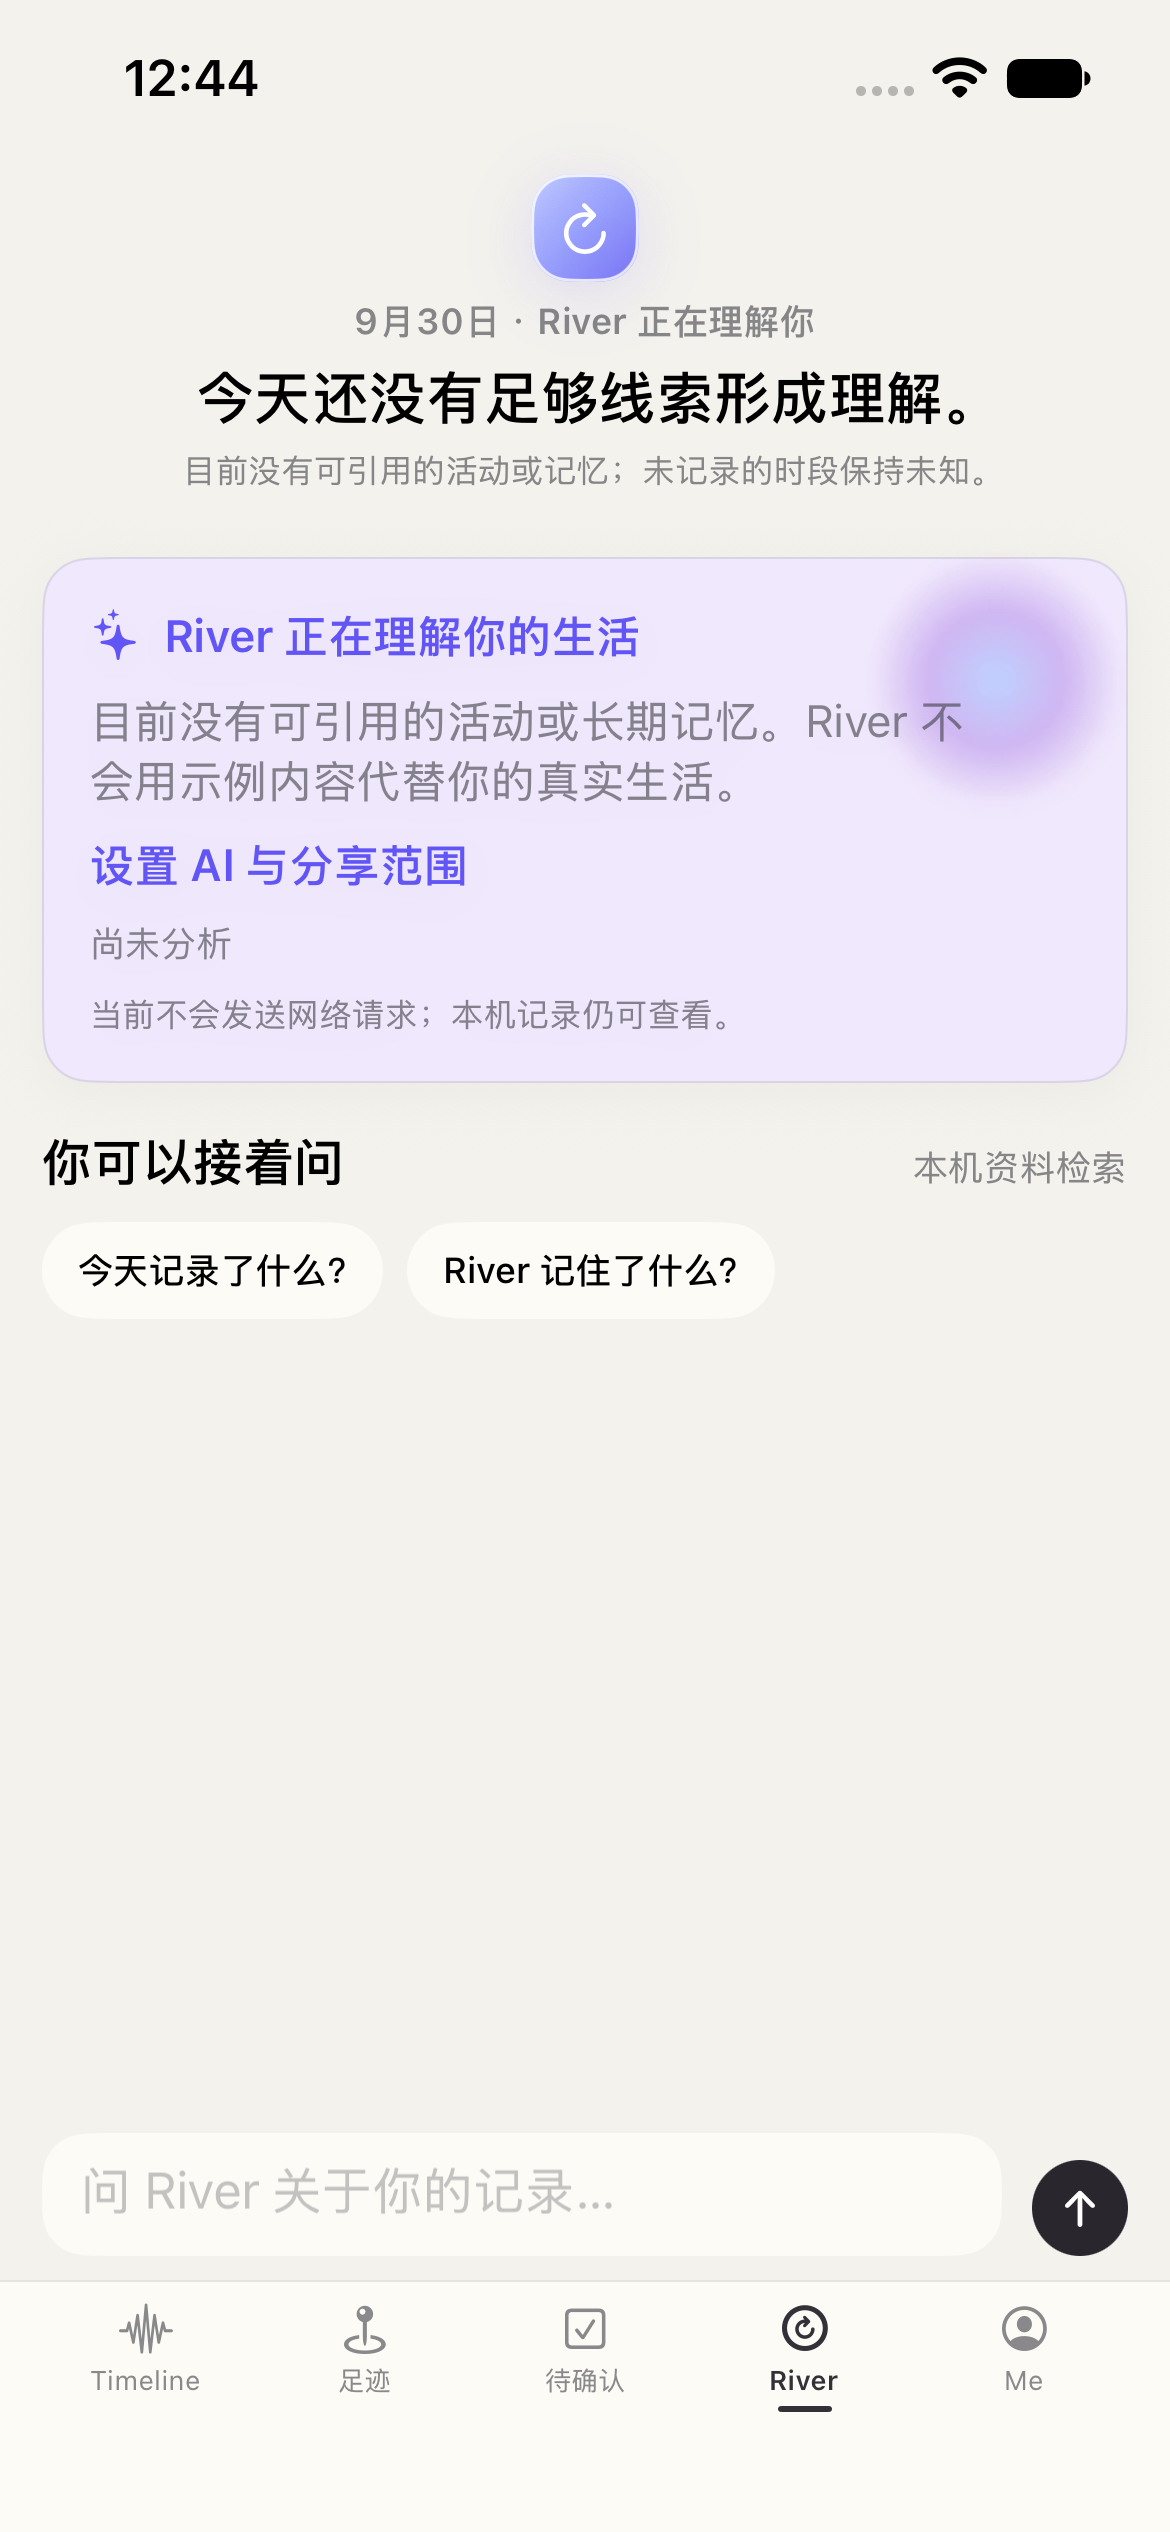 12:44
9月30日 · River 正在理解你
今天还没有足够线索形成理解。
目前没有可引用的活动或记忆；未记录的时段保持未知。
River 正在理解你的生活
目前没有可引用的活动或长期记忆。River 不
会用示例内容代替你的真实生活。
设置 AI 与分享范围
尚未分析
当前不会发送网络请求；本机记录仍可查看。
你可以接着问
本机资料检索
今天记录了什么?
River 记住了什么?
问 River 关于你的记录...
Timeline
足迹
待确认
River
Me